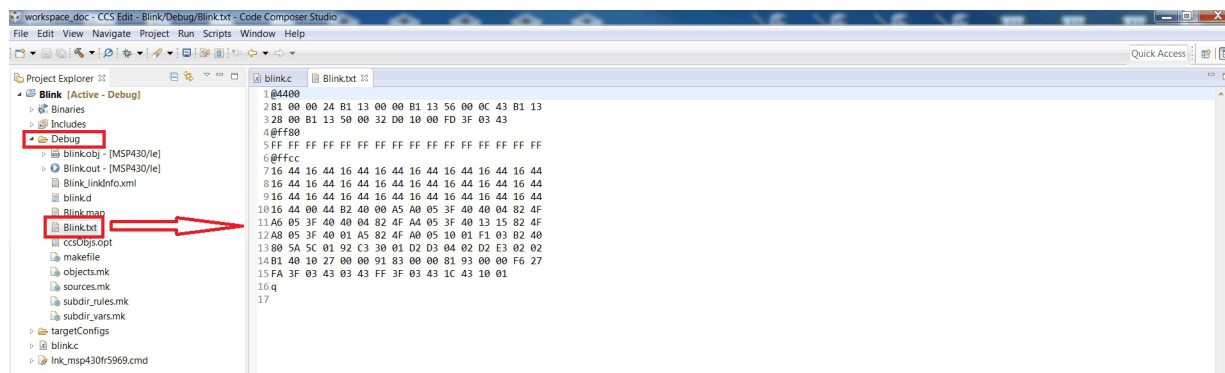 workspace_doc - CCS Edit - Blink/Debug/Blink.txt - Code Composer Studio
File Edit View Navigate Project Run Scripts Window Help
Quick Access
Project Explorer
Blink [Active - Debug]
Binaries
Includes
Debug
blink.obj - [MSP430/le]
Blink.out - [MSP430/le]
Blink_linkInfo.xml
blink.d
Blink.map
Blink.txt
ccsObjs.opt
makefile
objects.mk
sources.mk
subdir_rules.mk
subdir_vars.mk
targetConfigs
blink.c
lnk_msp430fr5969.cmd
blink.c Blink.txt
1 @4400
2 81 00 00 24 B1 13 00 00 B1 13 56 00 0C 43 B1 13
3 28 00 B1 13 50 00 32 D0 10 00 FD 3F 03 43
4 @ff80
5 FF FF FF FF FF FF FF FF FF FF FF FF FF FF FF FF
6 @ffcc
7 16 44 16 44 16 44 16 44 16 44 16 44 16 44 16 44
8 16 44 16 44 16 44 16 44 16 44 16 44 16 44 16 44
9 16 44 16 44 16 44 16 44 16 44 16 44 16 44 16 44
10 16 44 00 44 B2 40 00 A5 A0 05 3F 40 40 04 82 4F
11 A6 05 3F 40 40 04 82 4F A4 05 3F 40 13 15 82 4F
12 A8 05 3F 40 01 A5 82 4F A0 05 10 01 F1 03 B2 40
13 80 5A 5C 01 92 C3 30 01 D2 D3 04 02 D2 E3 02 02
14 B1 40 10 27 00 00 91 83 00 00 81 93 00 00 F6 27
15 FA 3F 03 43 03 43 FF 3F 03 43 1C 43 10 01
16 q
17